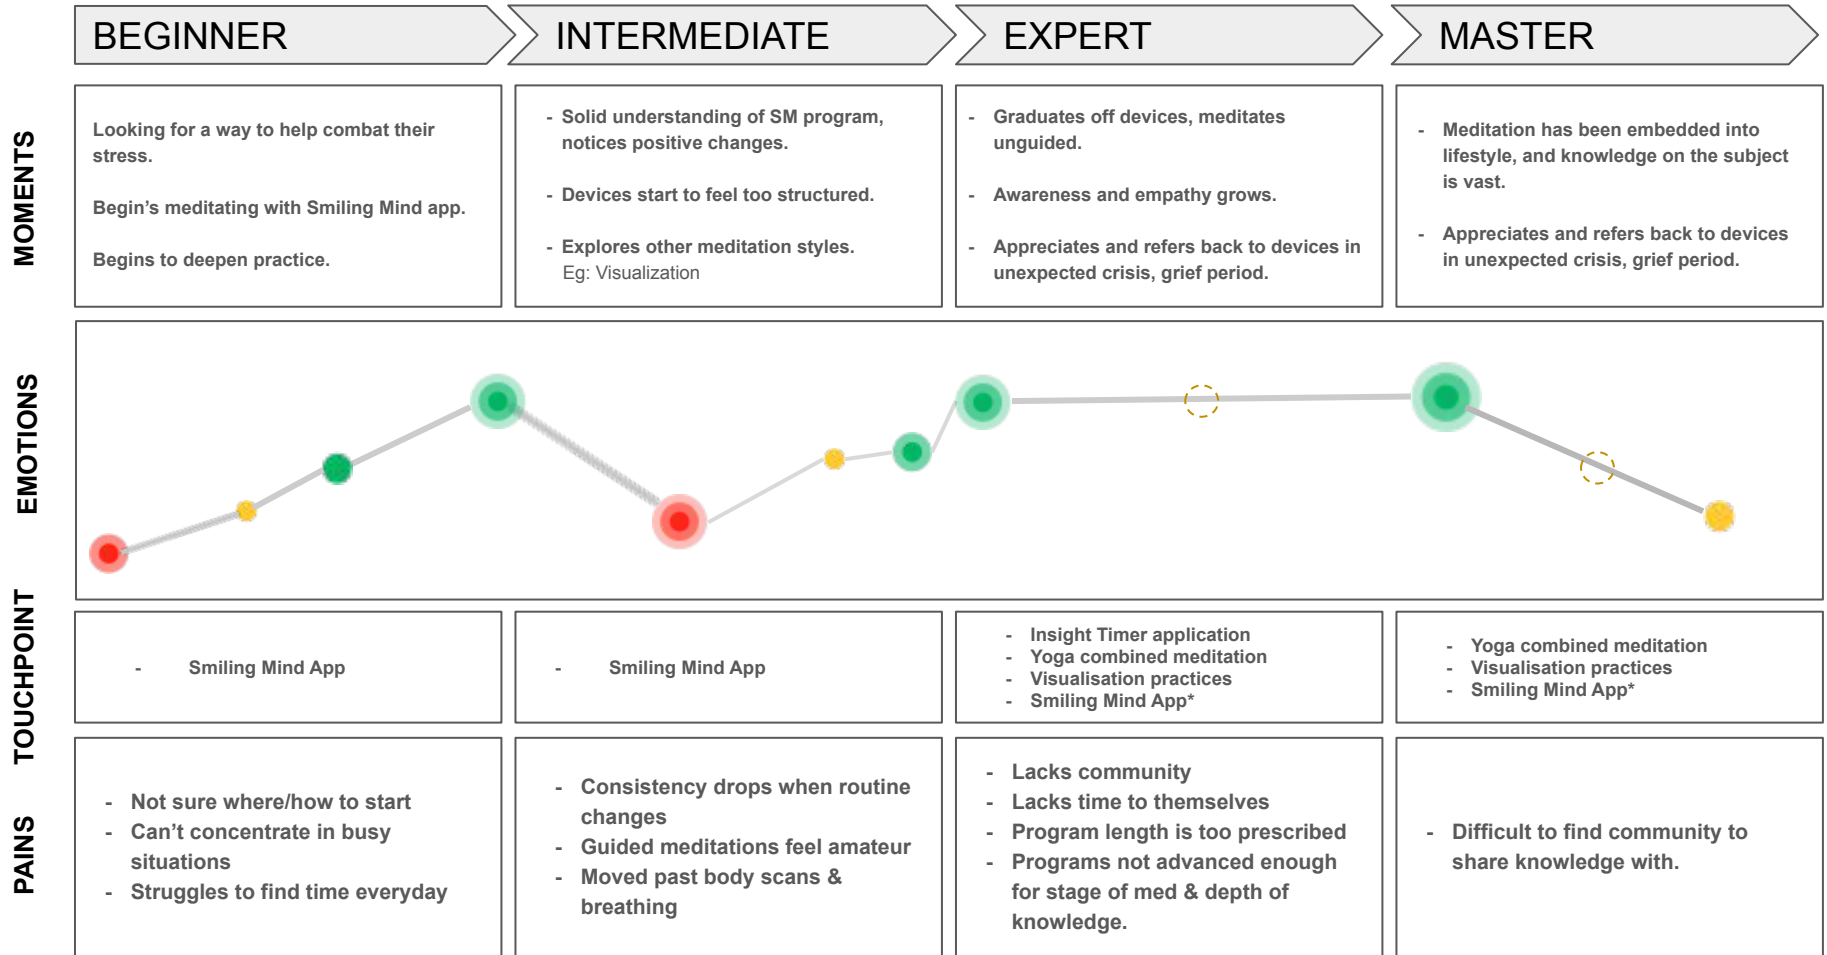 BEGINNER
INTERMEDIATE
EXPERT
MASTER
MOMENTS
Looking for a way to help combat their
stress.
Begin's meditating with Smiling Mind app.
Begins to deepen practice.
- Solid understanding of SM program,
notices positive changes.
- Devices start to feel too structured.
- Explores other meditation styles.
Eg: Visualization
- Graduates off devices, meditates
unguided.
- Awareness and empathy grows.
- Appreciates and refers back to devices in
unexpected crisis, grief period.
- Meditation has been embedded into
lifestyle, and knowledge on the subject
is vast.
- Appreciates and refers back to devices
in unexpected crisis, grief period.
EMOTIONS
TOUCHPOINT
- Smiling Mind App
- Smiling Mind App
- Insight Timer application
- Yoga combined meditation
- Visualisation practices
- Smiling Mind App*
- Yoga combined meditation
- Visualisation practices
- Smiling Mind App*
PAINS
- Not sure where/how to start
- Can't concentrate in busy
situations
- Struggles to find time everyday
- Consistency drops when routine
changes
- Guided meditations feel amateur
- Moved past body scans &
breathing
- Lacks community
- Lacks time to themselves
- Program length is too prescribed
- Programs not advanced enough
for stage of med & depth of
knowledge.
- Difficult to find community to
share knowledge with.